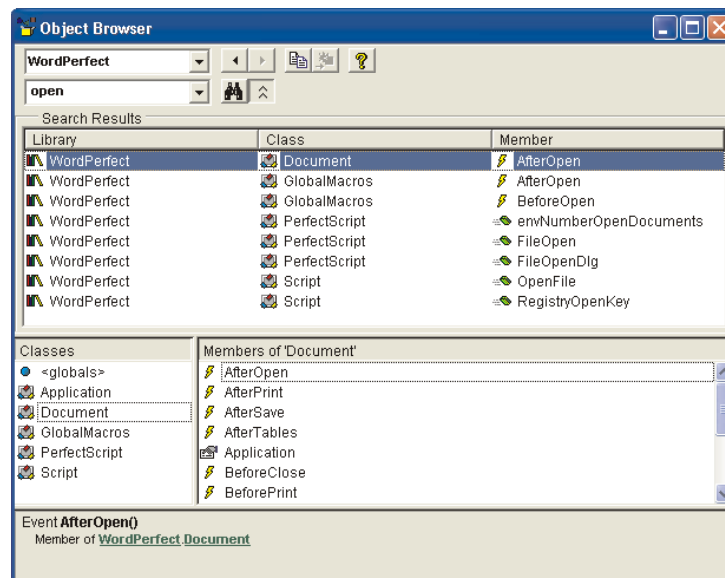 Object Browser
WordPerfect
open
Search Results
Library Class Member
WordPerfect Document AfterOpen
WordPerfect GlobalMacros AfterOpen
WordPerfect GlobalMacros BeforeOpen
WordPerfect PerfectScript envNumberOpenDocuments
WordPerfect PerfectScript FileOpen
WordPerfect PerfectScript FileOpenDlg
WordPerfect Script OpenFile
WordPerfect Script RegistryOpenKey
Classes Members of 'Document'
<globals> AfterOpen
Application AfterPrint
Document AfterSave
GlobalMacros AfterTables
PerfectScript Application
Script BeforeClose
BeforePrint
Event AfterOpen()
Member of WordPerfect.Document